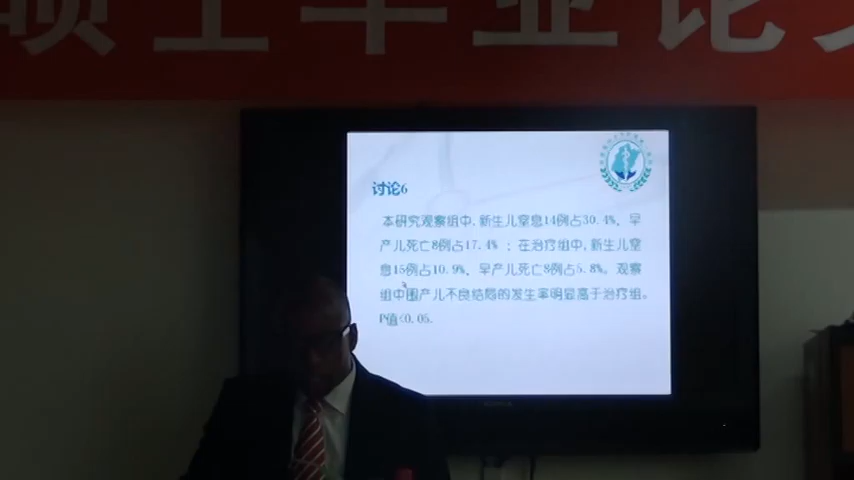 硕士毕业论文
讨论6
本研究观察组中,新生儿窒息14例占30.4%, 早
产儿死亡8例占17.4% ；在治疗组中,新生儿窒
息15例占10.9%, 早产儿死亡8例占5.8%。观察
组中围产儿不良结局的发生率明显高于治疗组。
P值<0.05.